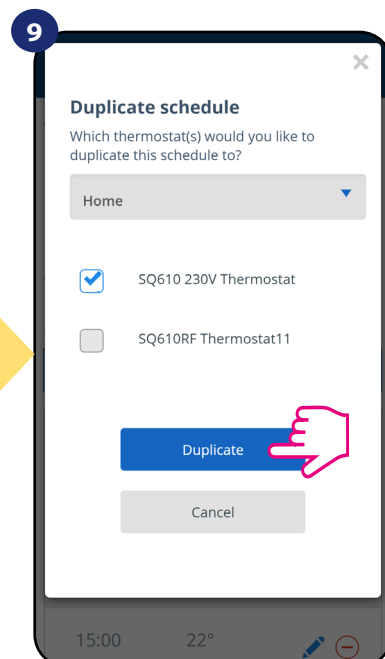 9
Duplicate schedule
Which thermostat(s) would you like to
duplicate this schedule to?
Home
SQ610 230V Thermostat
SQ610RF Thermostat11
Duplicate
Cancel
15:00 22°